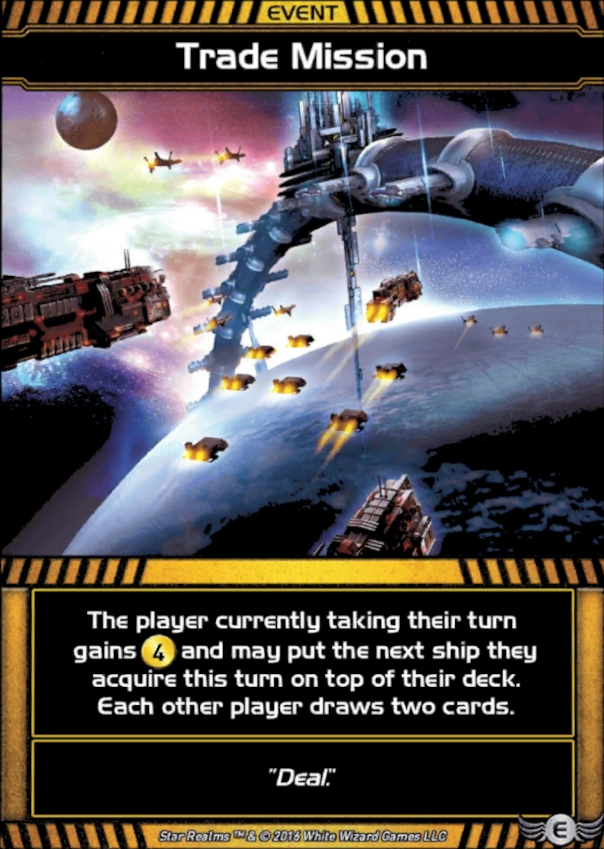 EVENT
Trade Mission
The player currently taking their turn
gains 4 and may put the next ship they
acquire this turn on top of their deck.
Each other player draws two cards.
"Deal."
Star Realms ™ & © 2016 White Wizard Games LLC
E